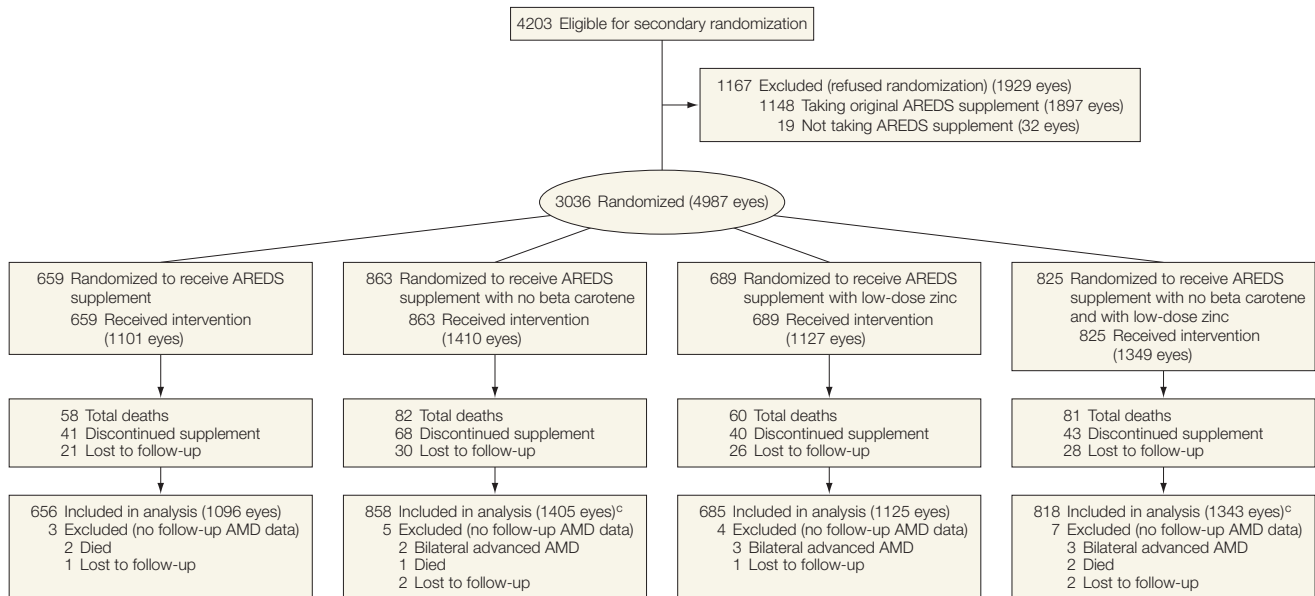 4203 Eligible for secondary randomization
1167 Excluded (refused randomization) (1929 eyes)
1148 Taking original AREDS supplement (1897 eyes)
19 Not taking AREDS supplement (32 eyes)
3036 Randomized (4987 eyes)
659 Randomized to receive AREDS
supplement
659 Received intervention
(1101 eyes)
863 Randomized to receive AREDS
supplement with no beta carotene
863 Received intervention
(1410 eyes)
689 Randomized to receive AREDS
supplement with low-dose zinc
689 Received intervention
(1127 eyes)
825 Randomized to receive AREDS
supplement with no beta carotene
and with low-dose zinc
825 Received intervention
(1349 eyes)
58 Total deaths
41 Discontinued supplement
21 Lost to follow-up
82 Total deaths
68 Discontinued supplement
30 Lost to follow-up
60 Total deaths
40 Discontinued supplement
26 Lost to follow-up
81 Total deaths
43 Discontinued supplement
28 Lost to follow-up
656 Included in analysis (1096 eyes)
3 Excluded (no follow-up AMD data)
2 Died
1 Lost to follow-up
858 Included in analysis (1405 eyes)c
5 Excluded (no follow-up AMD data)
2 Bilateral advanced AMD
1 Died
2 Lost to follow-up
685 Included in analysis (1125 eyes)
4 Excluded (no follow-up AMD data)
3 Bilateral advanced AMD
1 Lost to follow-up
818 Included in analysis (1343 eyes)c
7 Excluded (no follow-up AMD data)
3 Bilateral advanced AMD
2 Died
2 Lost to follow-up